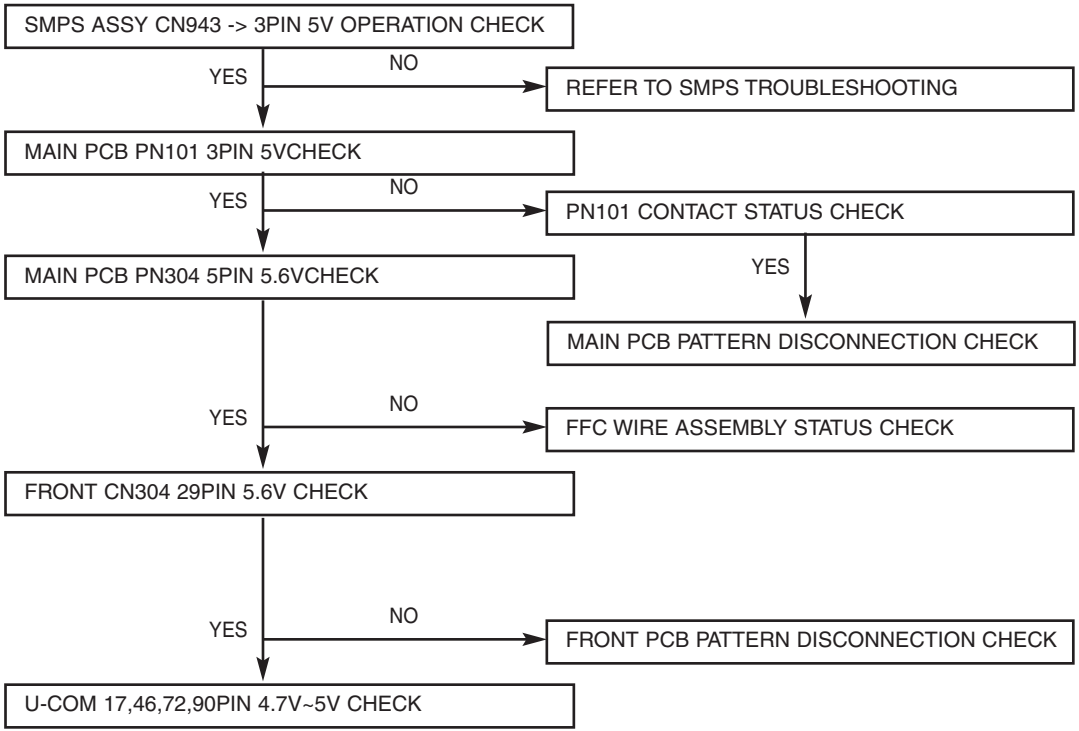 SMPS ASSY CN943 -> 3PIN 5V OPERATION CHECK
YES
NO
REFER TO SMPS TROUBLESHOOTING
MAIN PCB PN101 3PIN 5VCHECK
YES
NO
PN101 CONTACT STATUS CHECK
MAIN PCB PN304 5PIN 5.6VCHECK
YES
MAIN PCB PATTERN DISCONNECTION CHECK
YES
NO
FFC WIRE ASSEMBLY STATUS CHECK
FRONT CN304 29PIN 5.6V CHECK
YES
NO
FRONT PCB PATTERN DISCONNECTION CHECK
U-COM 17,46,72,90PIN 4.7V~5V CHECK